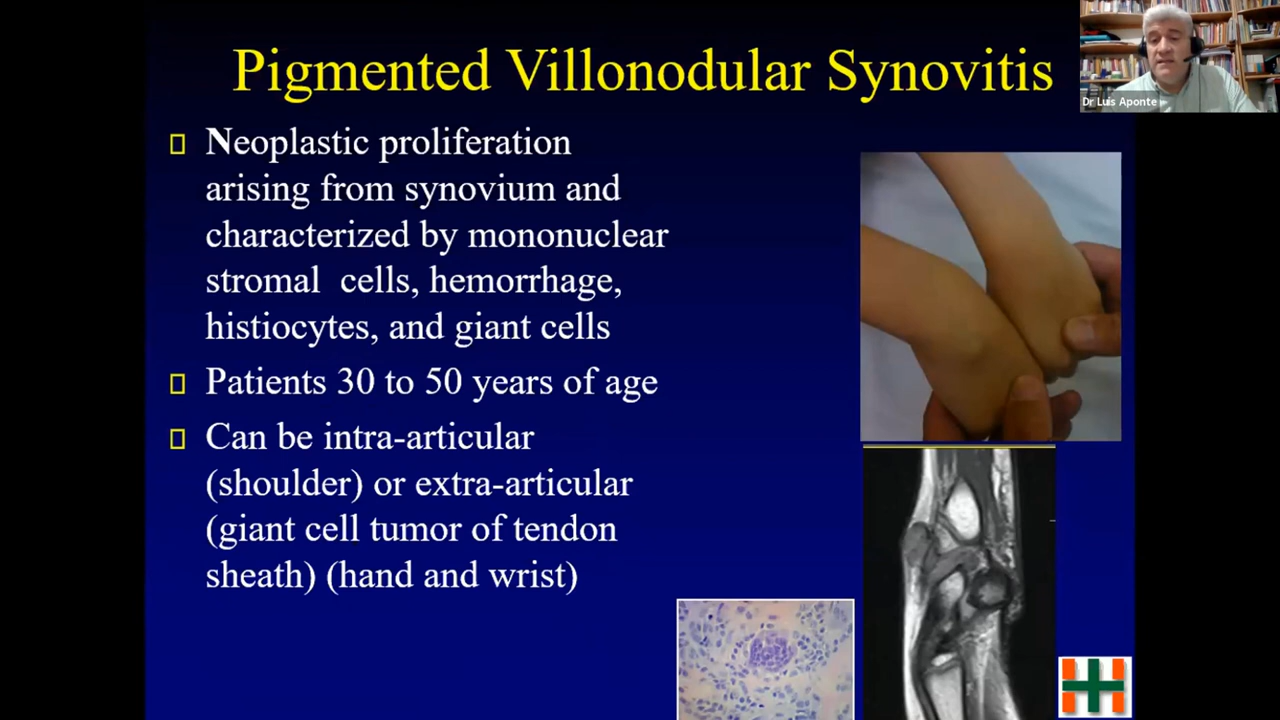 Pigmented Villonodular Synovitis
Dr Luis Aponte
Neoplastic proliferation
arising from synovium and
characterized by mononuclear
stromal cells, hemorrhage,
histiocytes, and giant cells
Patients 30 to 50 years of age
Can be intra-articular
(shoulder) or extra-articular
(giant cell tumor of tendon
sheath) (hand and wrist)